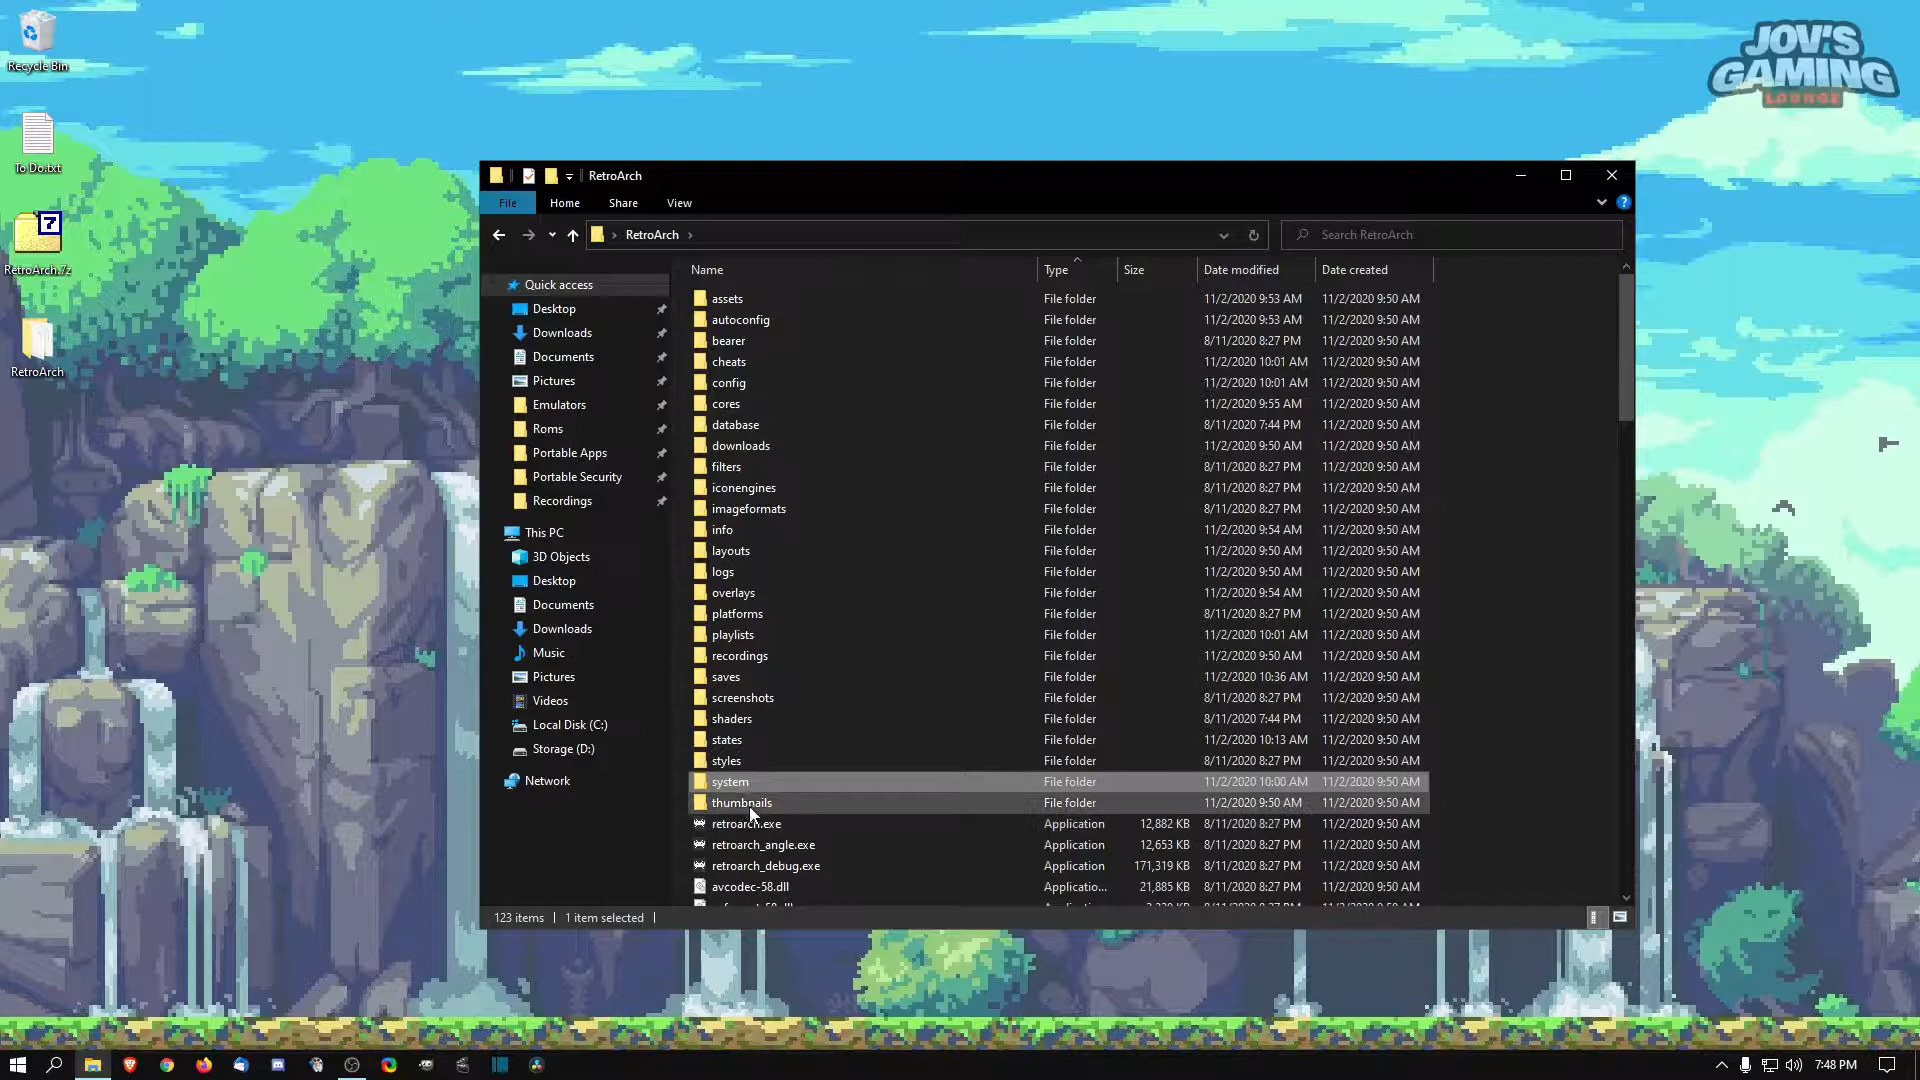 Recycle Bin
To Do.txt
RetroArch.7z
RetroArch
JOV'S
GAMING
LOUNGE
RetroArch
File Home Share View
RetroArch
Search RetroArch
Quick access
Desktop
Downloads
Documents
Pictures
Emulators
Roms
Portable Apps
Portable Security
Recordings
This PC
3D Objects
Desktop
Documents
Downloads
Music
Pictures
Videos
Local Disk (C:)
Storage (D:)
Network
Name Type Size Date modified Date created
assets File folder 11/2/2020 9:53 AM 11/2/2020 9:50 AM
autoconfig File folder 11/2/2020 9:53 AM 11/2/2020 9:50 AM
bearer File folder 8/11/2020 8:27 PM 11/2/2020 9:50 AM
cheats File folder 11/2/2020 10:01 AM 11/2/2020 9:50 AM
config File folder 11/2/2020 10:01 AM 11/2/2020 9:50 AM
cores File folder 11/2/2020 9:55 AM 11/2/2020 9:50 AM
database File folder 8/11/2020 7:44 PM 11/2/2020 9:50 AM
downloads File folder 11/2/2020 9:50 AM 11/2/2020 9:50 AM
filters File folder 8/11/2020 8:27 PM 11/2/2020 9:50 AM
iconengines File folder 8/11/2020 8:27 PM 11/2/2020 9:50 AM
imageformats File folder 8/11/2020 8:27 PM 11/2/2020 9:50 AM
info File folder 11/2/2020 9:54 AM 11/2/2020 9:50 AM
layouts File folder 11/2/2020 9:50 AM 11/2/2020 9:50 AM
logs File folder 11/2/2020 9:50 AM 11/2/2020 9:50 AM
overlays File folder 11/2/2020 9:54 AM 11/2/2020 9:50 AM
platforms File folder 8/11/2020 8:27 PM 11/2/2020 9:50 AM
playlists File folder 11/2/2020 10:01 AM 11/2/2020 9:50 AM
recordings File folder 11/2/2020 9:50 AM 11/2/2020 9:50 AM
saves File folder 11/2/2020 10:36 AM 11/2/2020 9:50 AM
screenshots File folder 8/11/2020 8:27 PM 11/2/2020 9:50 AM
shaders File folder 8/11/2020 7:44 PM 11/2/2020 9:50 AM
states File folder 11/2/2020 10:13 AM 11/2/2020 9:50 AM
styles File folder 8/11/2020 8:27 PM 11/2/2020 9:50 AM
system File folder 11/2/2020 10:00 AM 11/2/2020 9:50 AM
thumbnails File folder 11/2/2020 9:50 AM 11/2/2020 9:50 AM
retroarch.exe Application 12,882 KB 8/11/2020 8:27 PM 11/2/2020 9:50 AM
retroarch_angle.exe Application 12,653 KB 8/11/2020 8:27 PM 11/2/2020 9:50 AM
retroarch_debug.exe Application 171,319 KB 8/11/2020 8:27 PM 11/2/2020 9:50 AM
avcodec-58.dll Applicatio... 21,885 KB 8/11/2020 8:27 PM 11/2/2020 9:50 AM
123 items 1 item selected
7:48 PM